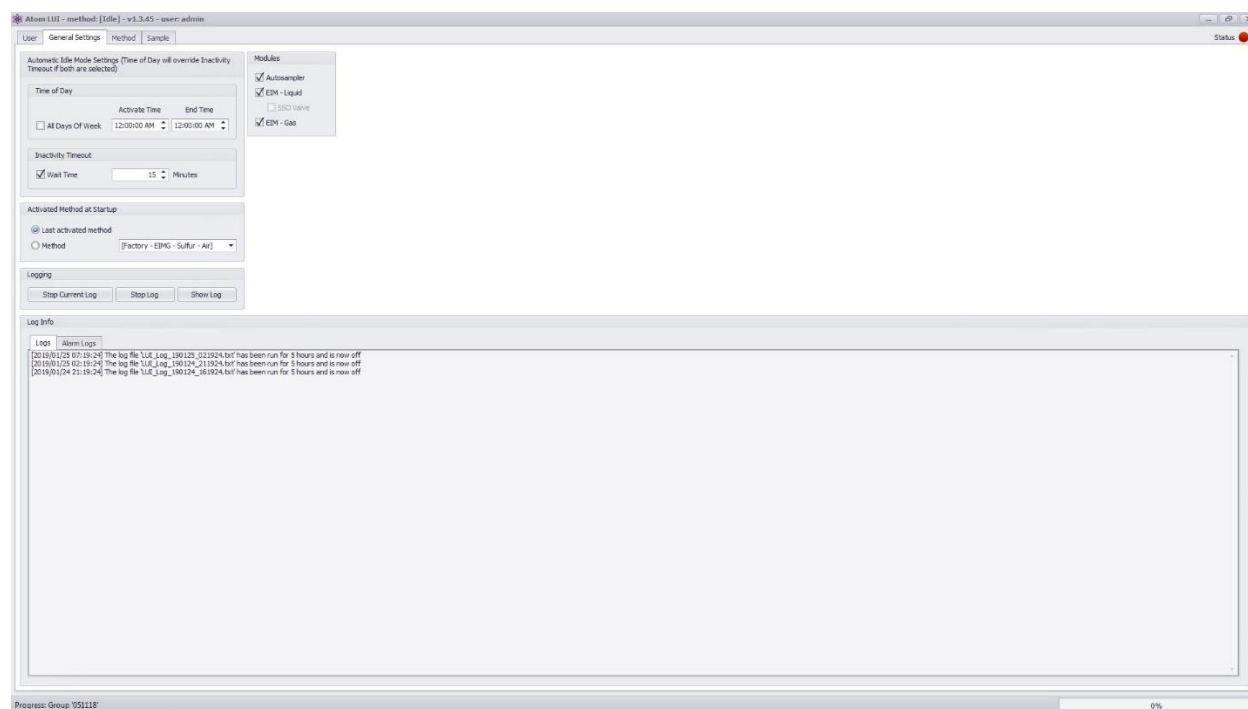 Atom LUI - method: [Idle] - v1.3.45 - user: admin
User General Settings Method Sample Status
Automatic Idle Mode Settings (Time of Day will override Inactivity
Timeout if both are selected)
Time of Day
Activate Time End Time
All Days Of Week 12:00:00 AM 12:00:00 AM
Inactivity Timeout
Wait Time 15 Minutes
Modules
Autosampler
EIM - Liquid
SSO Valve
EIM - Gas
Activated Method at Startup
Last activated method
Method [Factory - EIMG - Sulfur - Air]
Logging
Stop Current Log Stop Log Show Log
Log Info
Logs Alarm Logs
[2019/01/25 07:19:24] The log file 'LUI_Log_190125_021924.txt' has been run for 5 hours and is now off
[2019/01/25 02:19:24] The log file 'LUI_Log_190124_211924.txt' has been run for 5 hours and is now off
[2019/01/24 21:19:24] The log file 'LUI_Log_190124_161924.txt' has been run for 5 hours and is now off
Progress: Group '051118' 0%